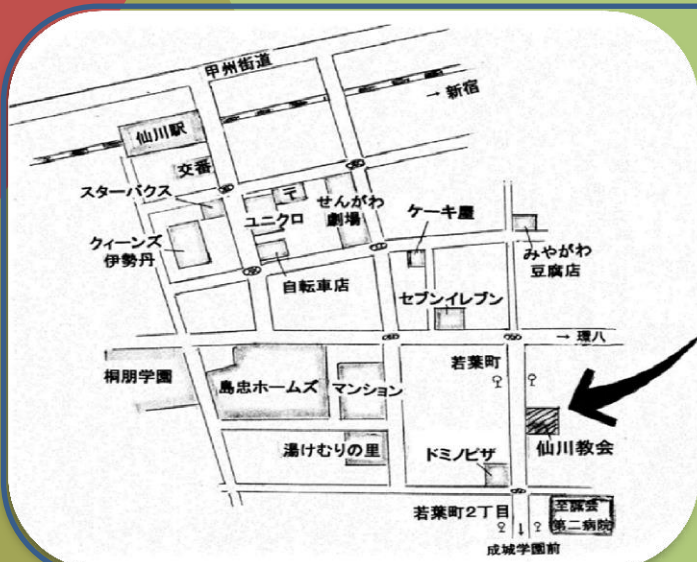 甲州街道
→ 新宿
仙川駅
交番
スターバクス
〒
ユニクロ
せんがわ
劇場
ケーキ屋
クィーンズ
伊勢丹
みやがわ
豆腐店
自転車店
セブンイレブン
→ 環八
若葉町
桐朋学園
島忠ホームズ
マンション
仙川教会
湯けむりの里
ドミノピザ
若葉町2丁目
至誠会
第二病院
成城学園前